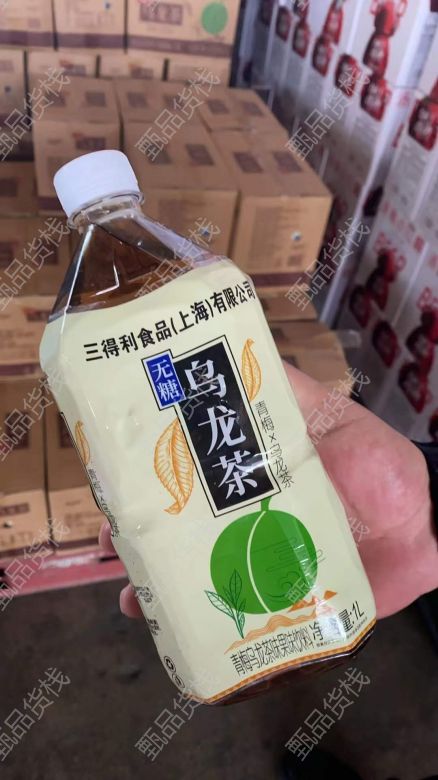 三得利食品(上海)有限公司
无糖
乌龙茶
青梅×乌龙茶
青梅乌龙茶味果味饮料
净含量:1L
甄品货栈